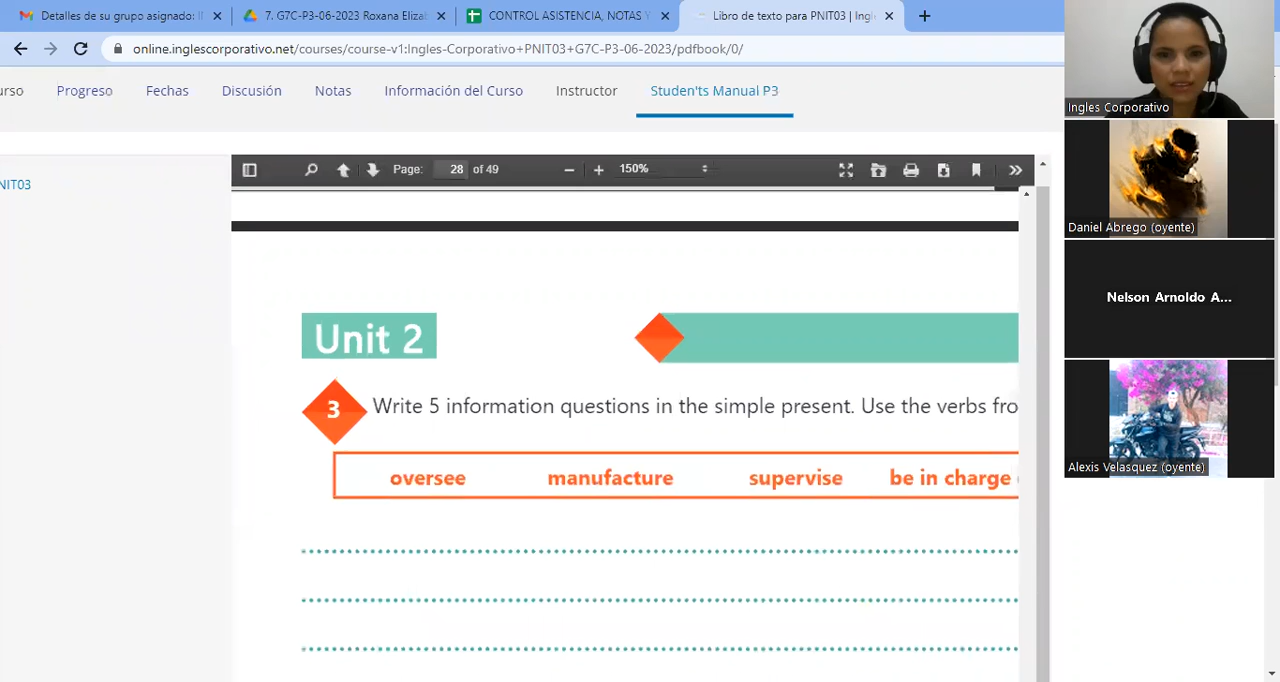 Detalles de su grupo asignado: II
7. G7C-P3-06-2023 Roxana Elizab
CONTROL ASISTENCIA, NOTAS Y
Libro de texto para PNIT03 | Ingl
online.inglescorporativo.net/courses/course-v1:Ingles-Corporativo+PNIT03+G7C-P3-06-2023/pdfbook/0/
urso
Progreso
Fechas
Discusión
Notas
Información del Curso
Instructor
Studen'ts Manual P3
NIT03
Page: 28 of 49
150%
Unit 2
3 Write 5 information questions in the simple present. Use the verbs fro
oversee manufacture supervise be in charge
Ingles Corporativo
Daniel Abrego (oyente)
Nelson Arnoldo A...
Alexis Velasquez (oyente)